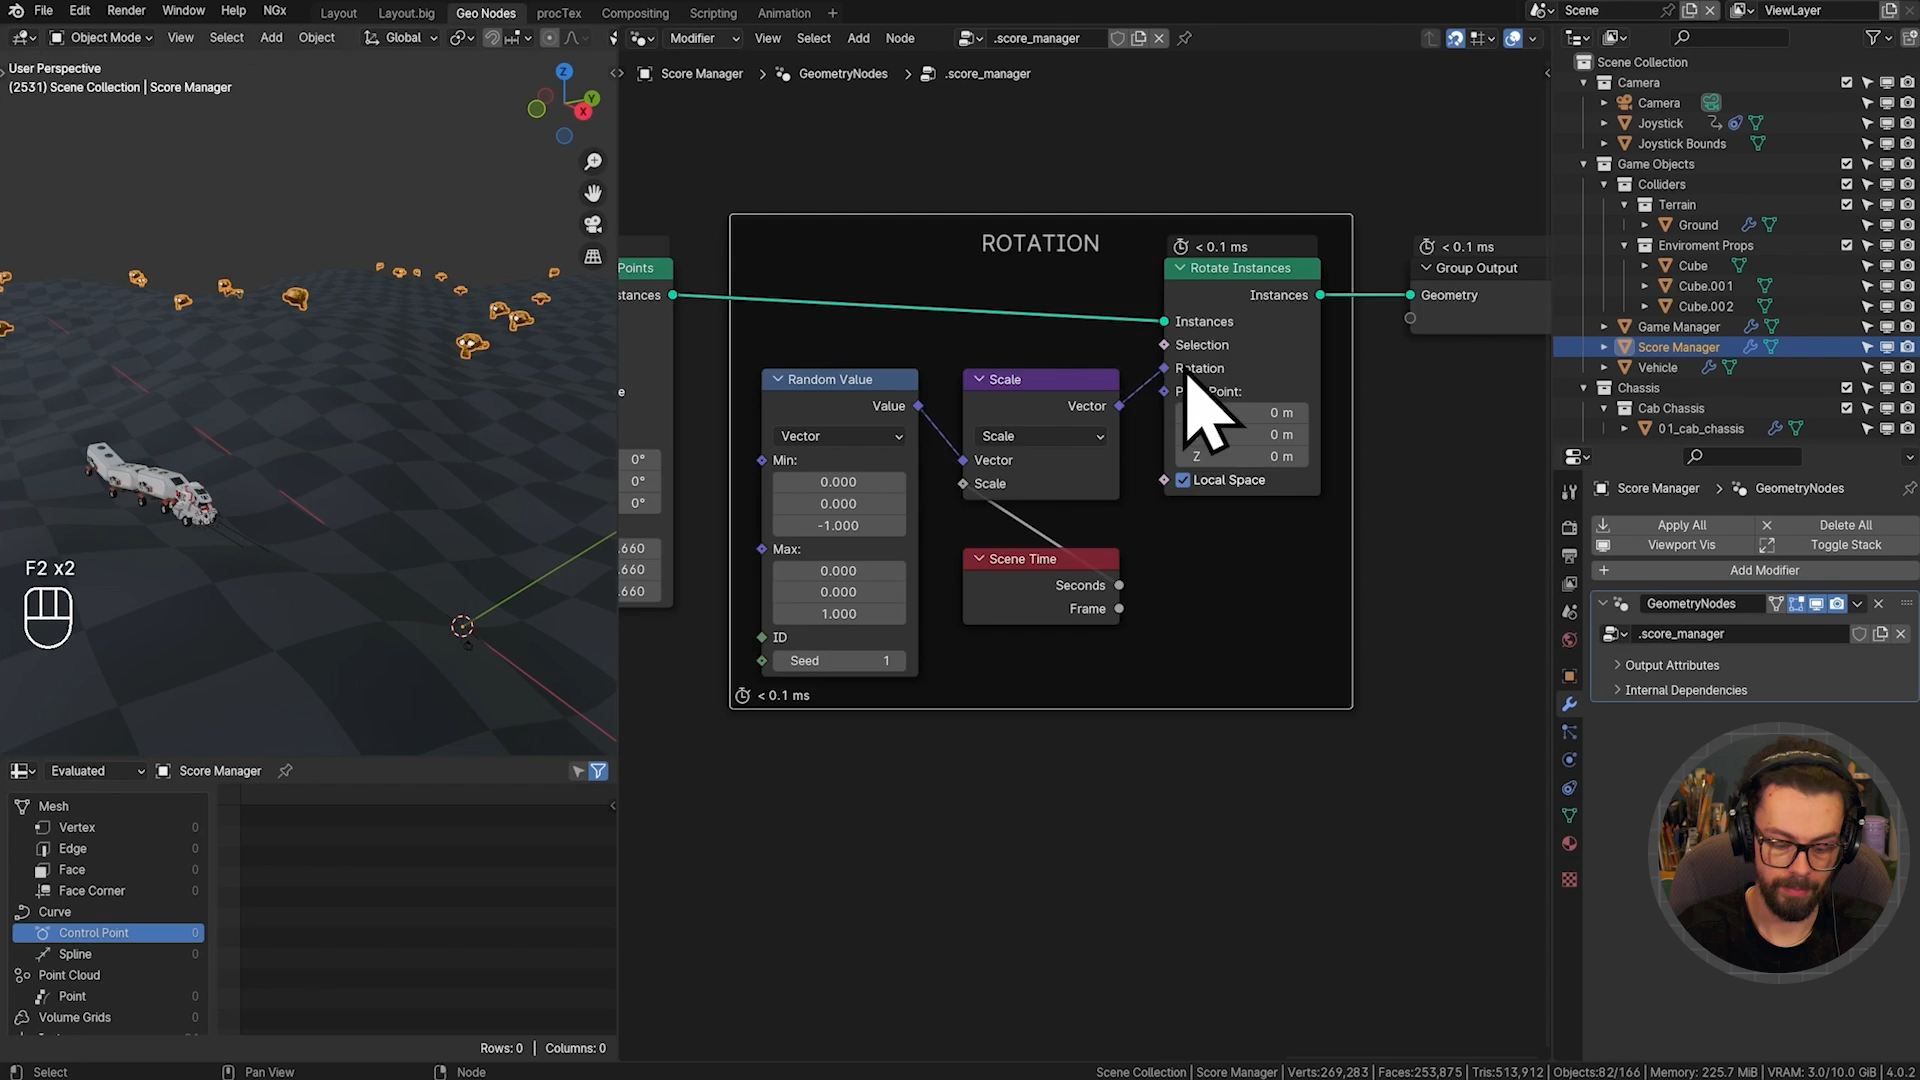 File Edit Render Window Help NGx Layout Layout.big Geo Nodes procTex Compositing Scripting Animation + Scene ViewLayer
Object Mode View Select Add Object Global Modifier View Select Add Node .score_manager
User Perspective
(2531) Scene Collection | Score Manager
Z
Y
X
Score Manager > GeometryNodes > .score_manager
F2 x2
Points
stances
e
0°
0°
0°
.660
.660
.660
ROTATION
Random Value
Value
Vector
Min:
0.000
0.000
-1.000
Max:
0.000
0.000
1.000
ID
Seed 1
< 0.1 ms
Scale
Vector
Scale
Vector
Scale
Scene Time
Seconds
Frame
< 0.1 ms
Rotate Instances
Instances
Instances
Selection
Rotation
Point:
0 m
0 m
Z 0 m
Local Space
< 0.1 ms
Group Output
Geometry
Scene Collection
Camera
Camera
Joystick
Joystick Bounds
Game Objects
Colliders
Terrain
Ground
Enviroment Props
Cube
Cube.001
Cube.002
Game Manager
Score Manager
Vehicle
Chassis
Cab Chassis
01_cab_chassis
Score Manager > GeometryNodes
Apply All Delete All
Viewport Vis Toggle Stack
+ Add Modifier
GeometryNodes
.score_manager
> Output Attributes
> Internal Dependencies
Evaluated Score Manager
Mesh
Vertex 0
Edge 0
Face 0
Face Corner 0
Curve
Control Point 0
Spline 0
Point Cloud
Point 0
Volume Grids 0
Rows: 0 | Columns: 0
Select Pan View Node Scene Collection | Score Manager | Verts:269,283 | Faces:253,875 | Tris:513,912 | Objects:82/166 | Memory: 225.7 MiB | VRAM: 3.0/10.0 GiB | 4.0.2